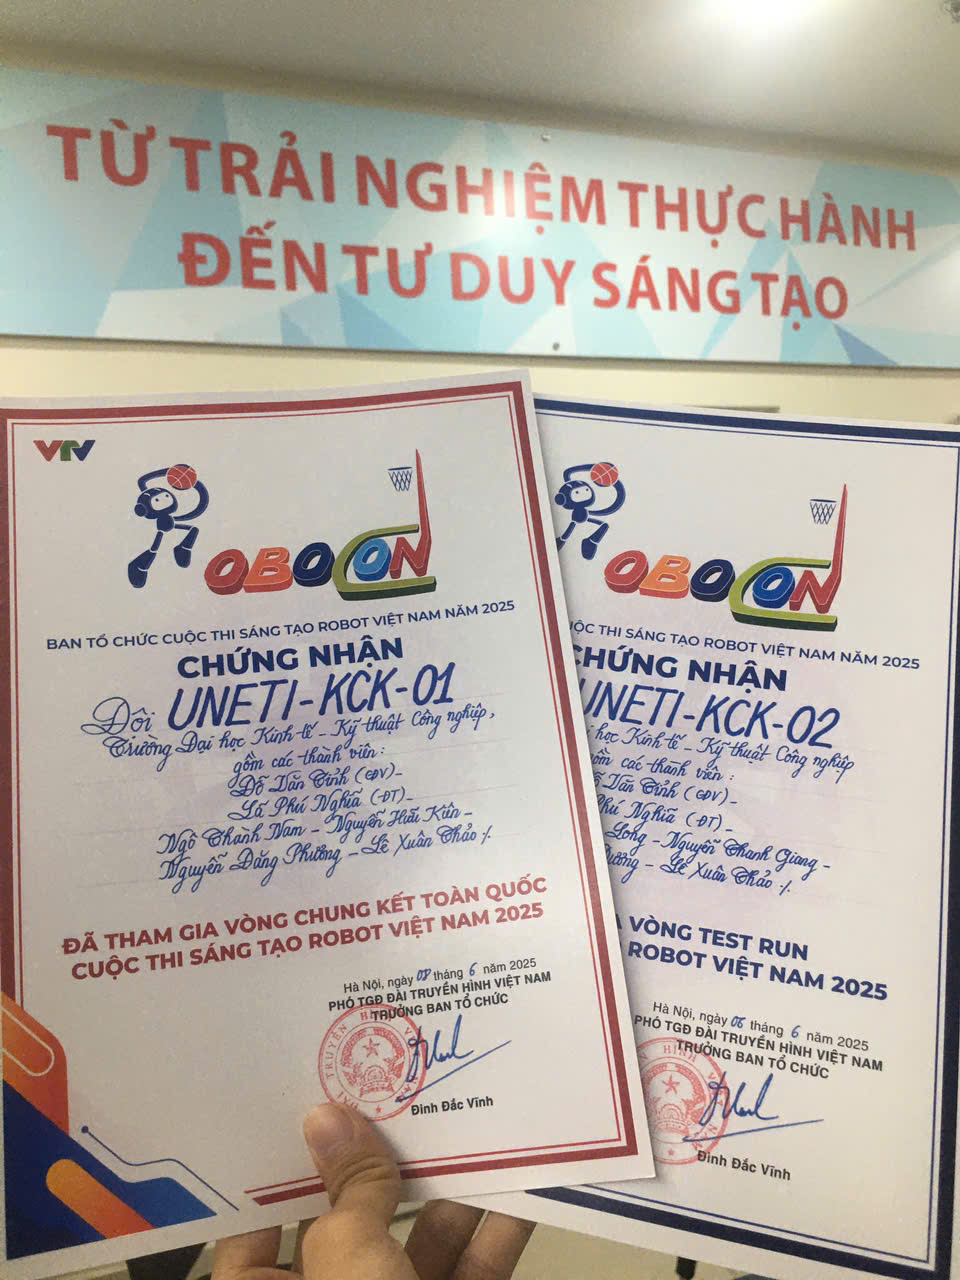 TỪ TRẢI NGHIỆM THỰC HÀNH
ĐẾN TƯ DUY SÁNG TẠO
VTV
ROBOCON
BAN TỔ CHỨC CUỘC THI SÁNG TẠO ROBOT VIỆT NAM NĂM 2025
CHỨNG NHẬN
Đội UNETI-KCK-01
Trường Đại học Kinh tế - Kỹ thuật Công nghiệp,
gồm các thành viên:
Đỗ Văn Tỉnh (GĐV) -
Lã Phú Nghĩa (-ĐT) -
Ngô Thành Nam - Nguyễn Hữu Kiên -
Nguyễn Đăng Phương - Lê Xuân Thảo ./.
ĐÃ THAM GIA VÒNG CHUNG KẾT TOÀN QUỐC
CUỘC THI SÁNG TẠO ROBOT VIỆT NAM 2025
Hà Nội, ngày 08 tháng 6 năm 2025
PHÓ TGĐ ĐÀI TRUYỀN HÌNH VIỆT NAM
TRƯỞNG BAN TỔ CHỨC
Đinh Đắc Vĩnh
ROBOCON
THI SÁNG TẠO ROBOT VIỆT NAM NĂM 2025
CHỨNG NHẬN
UNETI-KCK-02
học Kinh tế - Kỹ thuật Công nghiệp
gồm các thành viên:
Văn Tỉnh (GĐV) -
Phú Nghĩa (-ĐT) -
Long - Nguyễn Thanh Giang -
Lê Xuân Thảo ./.
VÒNG TEST RUN
ROBOT VIỆT NAM 2025
Hà Nội, ngày 06 tháng 6 năm 2025
PHÓ TGĐ ĐÀI TRUYỀN HÌNH VIỆT NAM
TRƯỞNG BAN TỔ CHỨC
Đinh Đắc Vĩnh